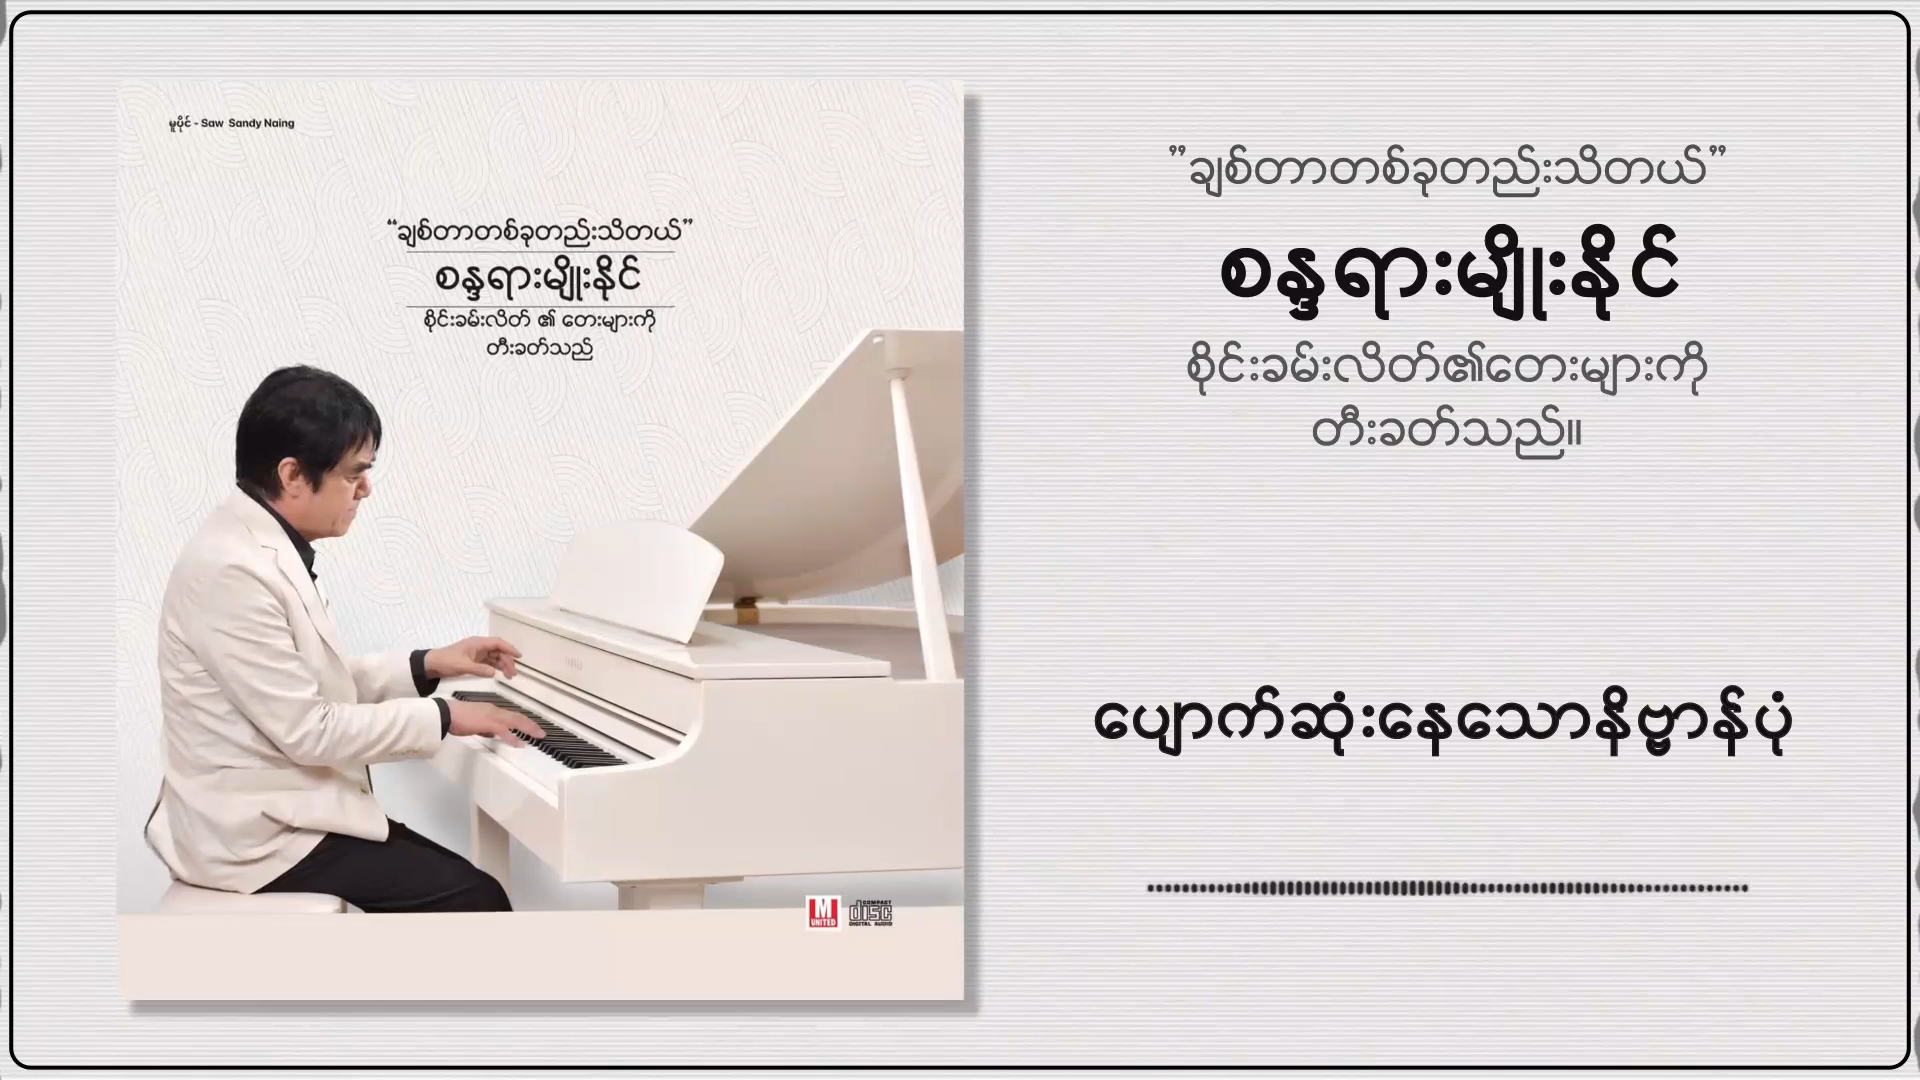 မူပိုင် - Saw Sandy Naing
“ချစ်တာတစ်ခုတည်းသိတယ်”
စန္ဒရားမျိုးနိုင်
စိုင်းခမ်းလိတ် ၏ တေးများကို
တီးခတ်သည်
M
UNITED
COMPACT
disc
DIGITAL AUDIO
”ချစ်တာတစ်ခုတည်းသိတယ်”
စန္ဒရားမျိုးနိုင်
စိုင်းခမ်းလိတ်၏တေးများကို
တီးခတ်သည်။
ပျောက်ဆုံးနေသောနိဗ္ဗာန်ပုံ